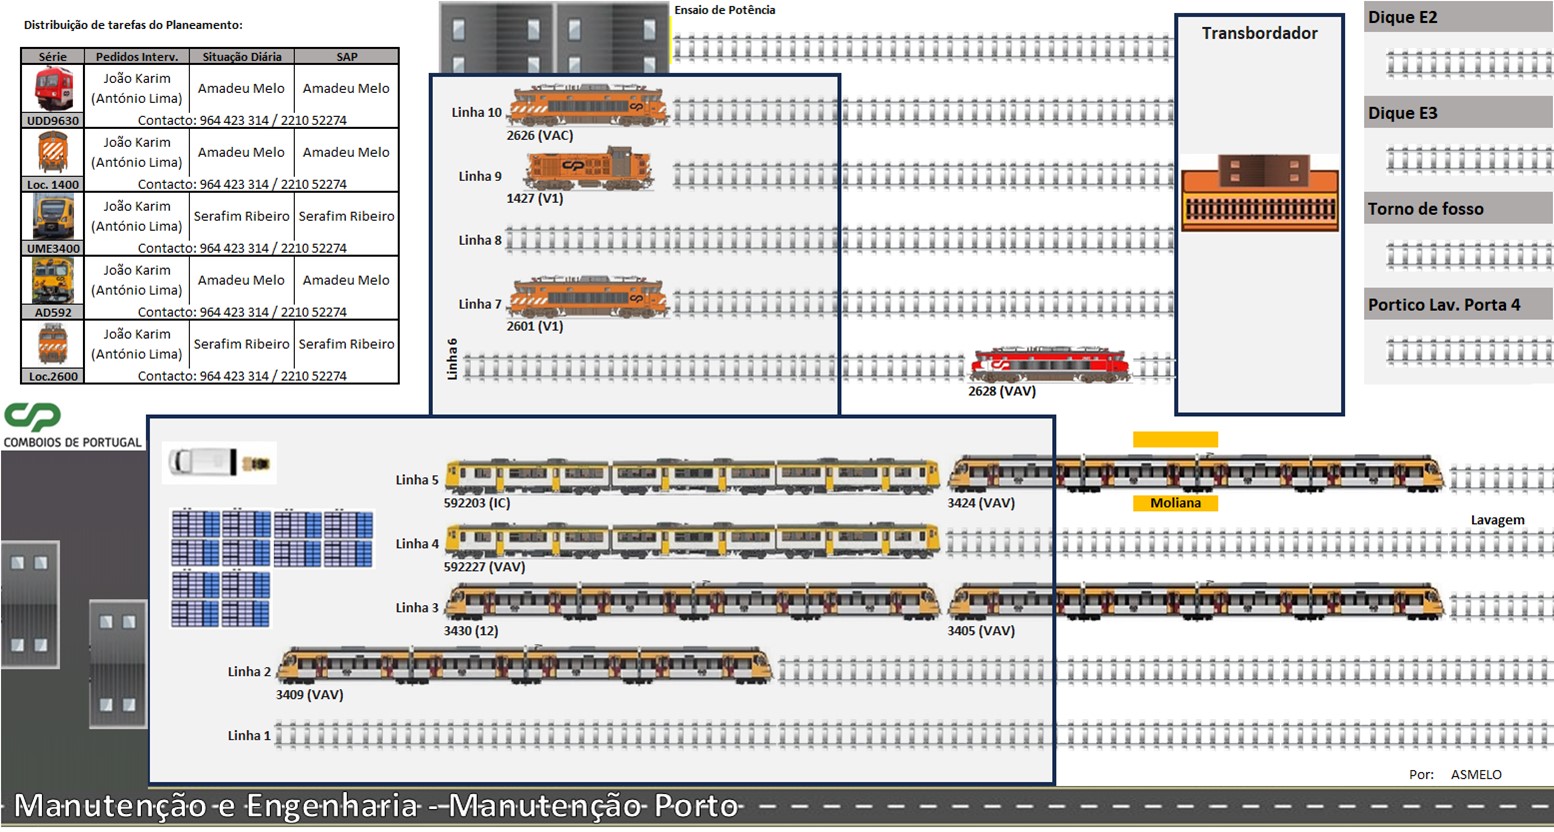 Distribuição de tarefas do Planeamento:
Série Pedidos Interv. Situação Diária SAP
João Karim
(António Lima) Amadeu Melo Amadeu Melo
UDD9630 Contacto: 964 423 314 / 2210 52274
João Karim
(António Lima) Amadeu Melo Amadeu Melo
Loc. 1400 Contacto: 964 423 314 / 2210 52274
João Karim
(António Lima) Serafim Ribeiro Serafim Ribeiro
UME3400 Contacto: 964 423 314 / 2210 52274
João Karim
(António Lima) Amadeu Melo Amadeu Melo
AD592 Contacto: 964 423 314 / 2210 52274
João Karim
(António Lima) Serafim Ribeiro Serafim Ribeiro
Loc.2600 Contacto: 964 423 314 / 2210 52274
CP
COMBOIOS DE PORTUGAL
Ensaio de Potência
Linha 10
2626 (VAC)
Linha 9
1427 (V1)
Linha 8
Linha 7
2601 (V1)
Linha 6
2628 (VAV)
Transbordador
Dique E2
Dique E3
Torno de fosso
Portico Lav. Porta 4
Linha 5
592203 (IC)
3424 (VAV)
Moliana
Lavagem
Linha 4
592227 (VAV)
Linha 3
3430 (12)
3405 (VAV)
Linha 2
3409 (VAV)
Linha 1
Por: ASMELO
Manutenção e Engenharia - Manutenção Porto